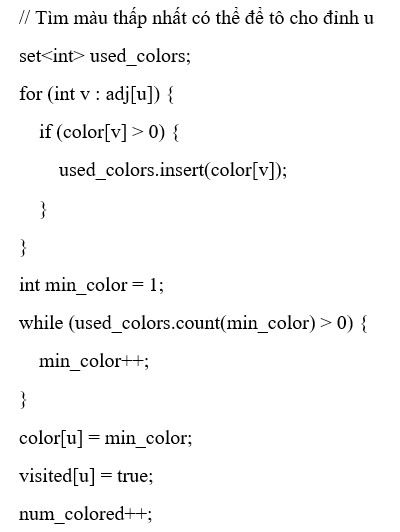 // Tìm màu thấp nhất có thể để tô cho đỉnh u
set<int> used_colors;
for (int v : adj[u]) {
if (color[v] > 0) {
used_colors.insert(color[v]);
}
}
int min_color = 1;
while (used_colors.count(min_color) > 0) {
min_color++;
}
color[u] = min_color;
visited[u] = true;
num_colored++;